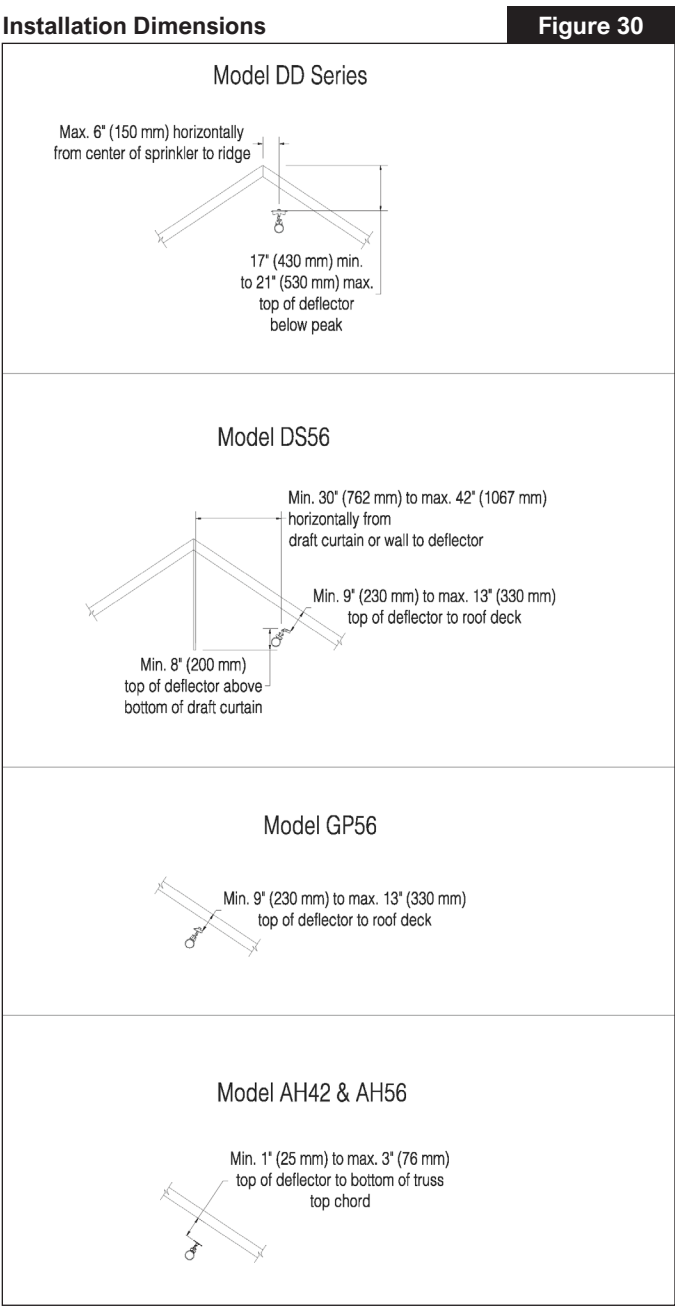 Installation Dimensions
Figure 30
Model DD Series
Max. 6" (150 mm) horizontally
from center of sprinkler to ridge
17" (430 mm) min.
to 21" (530 mm) max.
top of deflector
below peak
Model DS56
Min. 30" (762 mm) to max. 42" (1067 mm)
horizontally from
draft curtain or wall to deflector
Min. 9" (230 mm) to max. 13" (330 mm)
top of deflector to roof deck
Min. 8" (200 mm)
top of deflector above
bottom of draft curtain
Model GP56
Min. 9" (230 mm) to max. 13" (330 mm)
top of deflector to roof deck
Model AH42 & AH56
Min. 1" (25 mm) to max. 3" (76 mm)
top of deflector to bottom of truss
top chord